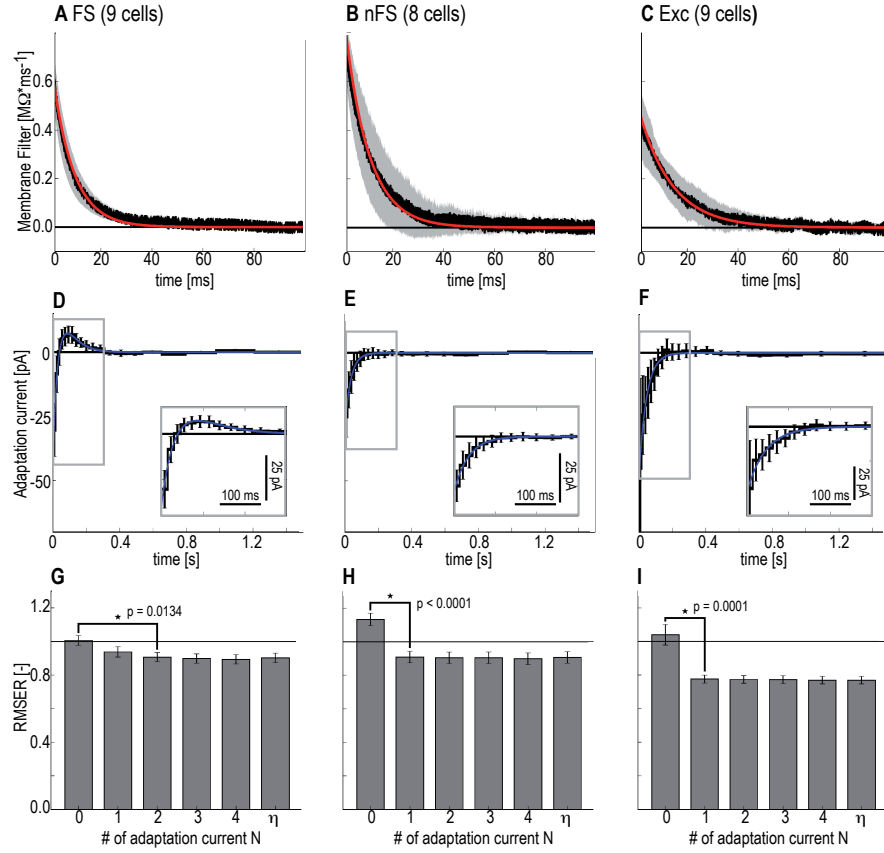 A FS (9 cells)
B nFS (8 cells)
C Exc (9 cells)
Membrane Filter [MΩ*ms-1]
0.6
0.4
0.2
0.0
0 20 40 60 80
time [ms]
0 20 40 60 80
time [ms]
0 20 40 60 80
time [ms]
D
E
F
Adaptation current [pA]
0
-25
-50
100 ms
25 pA
100 ms
25 pA
100 ms
25 pA
0 0.4 0.8 1.2
time [s]
0 0.4 0.8 1.2
time [s]
0 0.4 0.8 1.2
time [s]
G
H
I
RMSER [-]
1.2
0.8
0.4
0.0
* p = 0.0134
* p < 0.0001
* p = 0.0001
0 1 2 3 4 η
# of adaptation current N
0 1 2 3 4 η
# of adaptation current N
0 1 2 3 4 η
# of adaptation current N